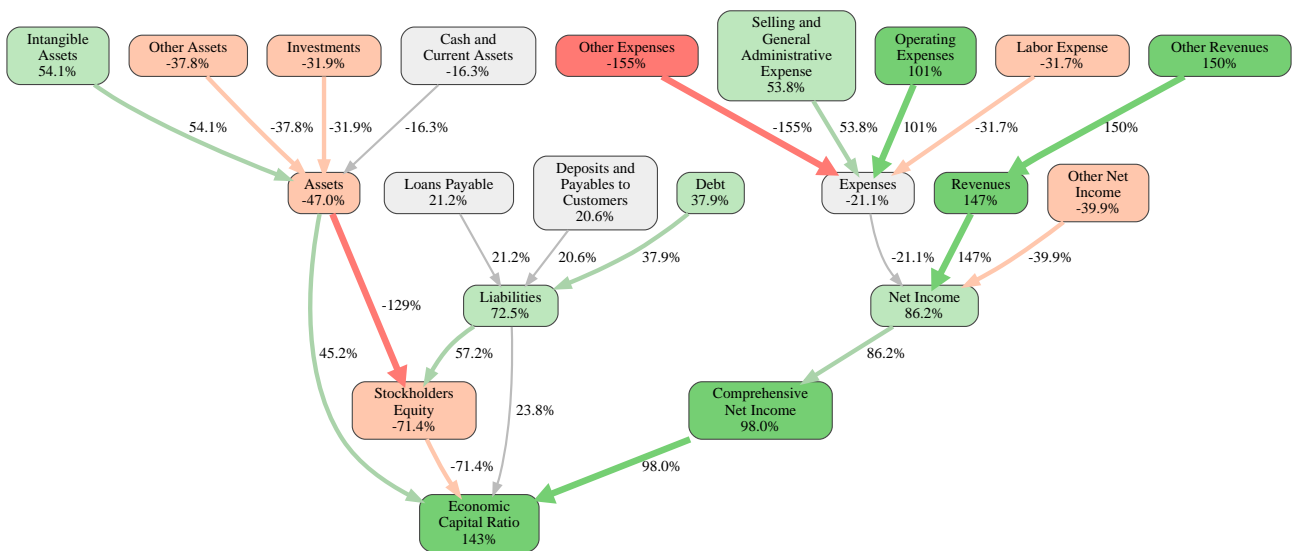 Intangible
Assets
54.1%
Other Assets
-37.8%
Investments
-31.9%
Cash and
Current Assets
-16.3%
Other Expenses
-155%
Selling and
General
Administrative
Expense
53.8%
Operating
Expenses
101%
Labor Expense
-31.7%
Other Revenues
150%
54.1%
-37.8%
-31.9%
-16.3%
-155%
53.8%
101%
-31.7%
150%
Assets
-47.0%
Loans Payable
21.2%
Deposits and
Payables to
Customers
20.6%
Debt
37.9%
Expenses
-21.1%
Revenues
147%
Other Net
Income
-39.9%
21.2%
20.6%
37.9%
-21.1%
147%
-39.9%
-129%
Liabilities
72.5%
Net Income
86.2%
45.2%
57.2%
86.2%
Stockholders
Equity
-71.4%
23.8%
Comprehensive
Net Income
98.0%
-71.4%
98.0%
Economic
Capital Ratio
143%